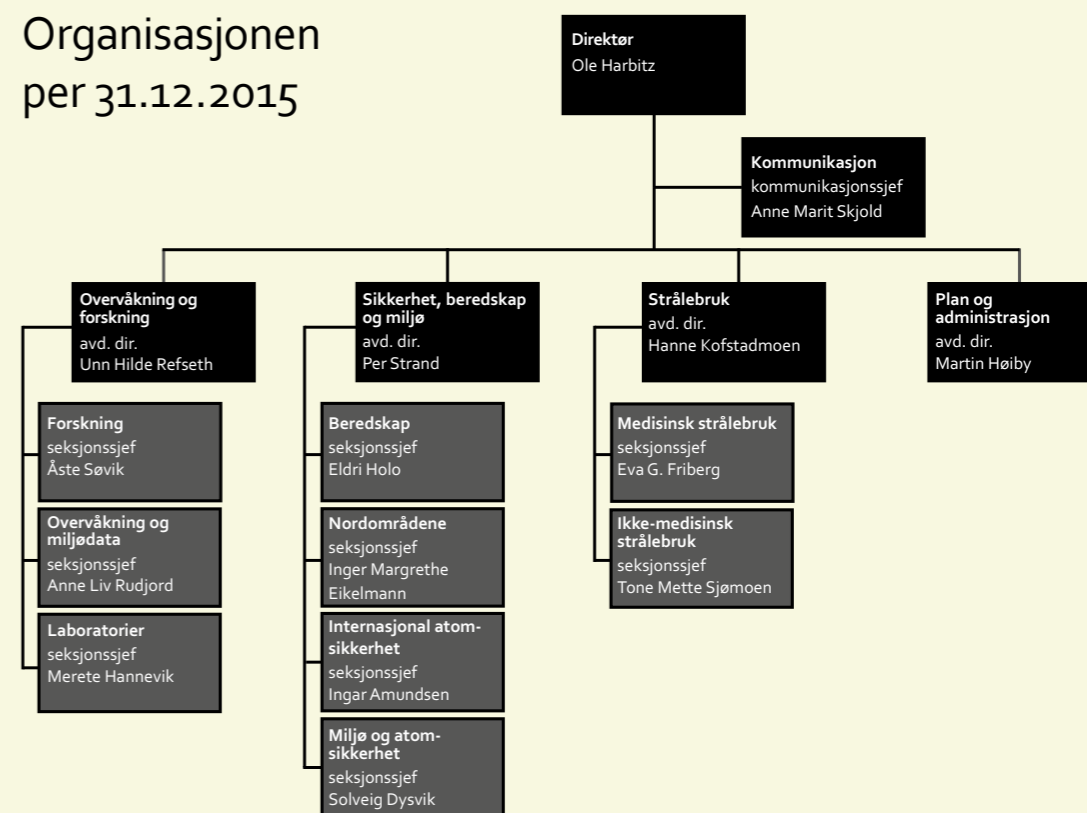 Organisasjonen
per 31.12.2015
Direktør
Ole Harbitz
Kommunikasjon
kommunikasjonssjef
Anne Marit Skjold
Overvåkning og
forskning
avd. dir.
Unn Hilde Refseth
Forskning
seksjonssjef
Åste Søvik
Overvåkning og
miljødata
seksjonssjef
Anne Liv Rudjord
Laboratorier
seksjonssjef
Merete Hannevik
Sikkerhet, beredskap
og miljø
avd. dir.
Per Strand
Beredskap
seksjonssjef
Eldri Holo
Nordområdene
seksjonssjef
Inger Margrethe
Eikelmann
Internasjonal atom-
sikkerhet
seksjonssjef
Ingar Amundsen
Miljø og atom-
sikkerhet
seksjonssjef
Solveig Dysvik
Strålebruk
avd. dir.
Hanne Kofstadmoen
Medisinsk strålebruk
seksjonssjef
Eva G. Friberg
Ikke-medisinsk
strålebruk
seksjonssjef
Tone Mette Sjømoen
Plan og
administrasjon
avd. dir.
Martin Høiby